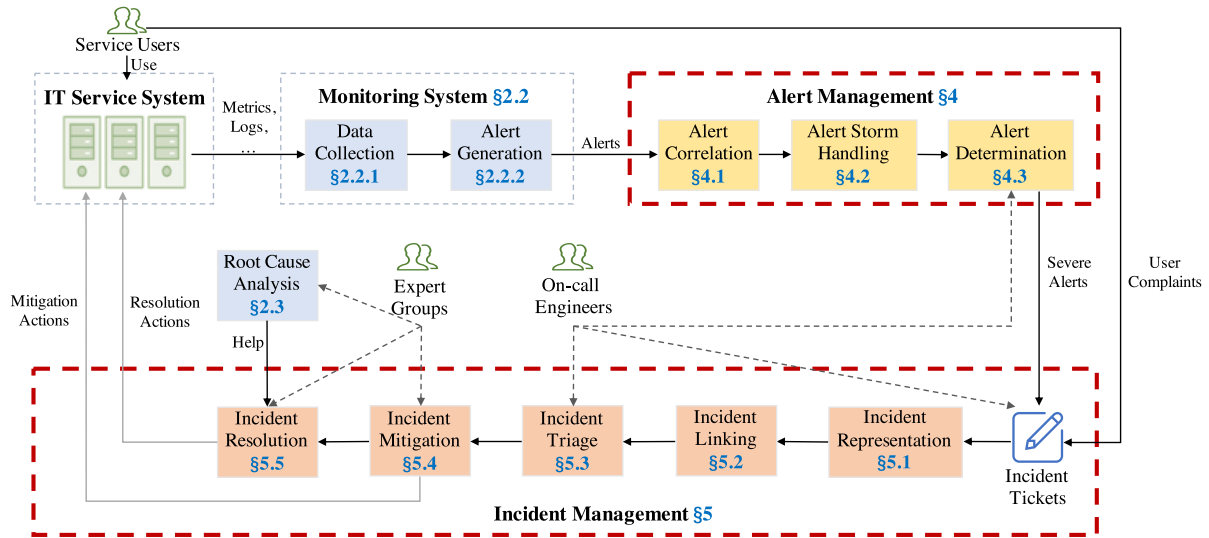 Service Users
Use
IT Service System
Metrics,
Logs,
...
Monitoring System §2.2
Data
Collection
§2.2.1
Alert
Generation
§2.2.2
Alerts
Alert Management §4
Alert
Correlation
§4.1
Alert Storm
Handling
§4.2
Alert
Determination
§4.3
Mitigation
Actions
Resolution
Actions
Root Cause
Analysis
§2.3
Help
Expert
Groups
On-call
Engineers
Severe
Alerts
User
Complaints
Incident
Resolution
§5.5
Incident
Mitigation
§5.4
Incident
Triage
§5.3
Incident
Linking
§5.2
Incident
Representation
§5.1
Incident
Tickets
Incident Management §5